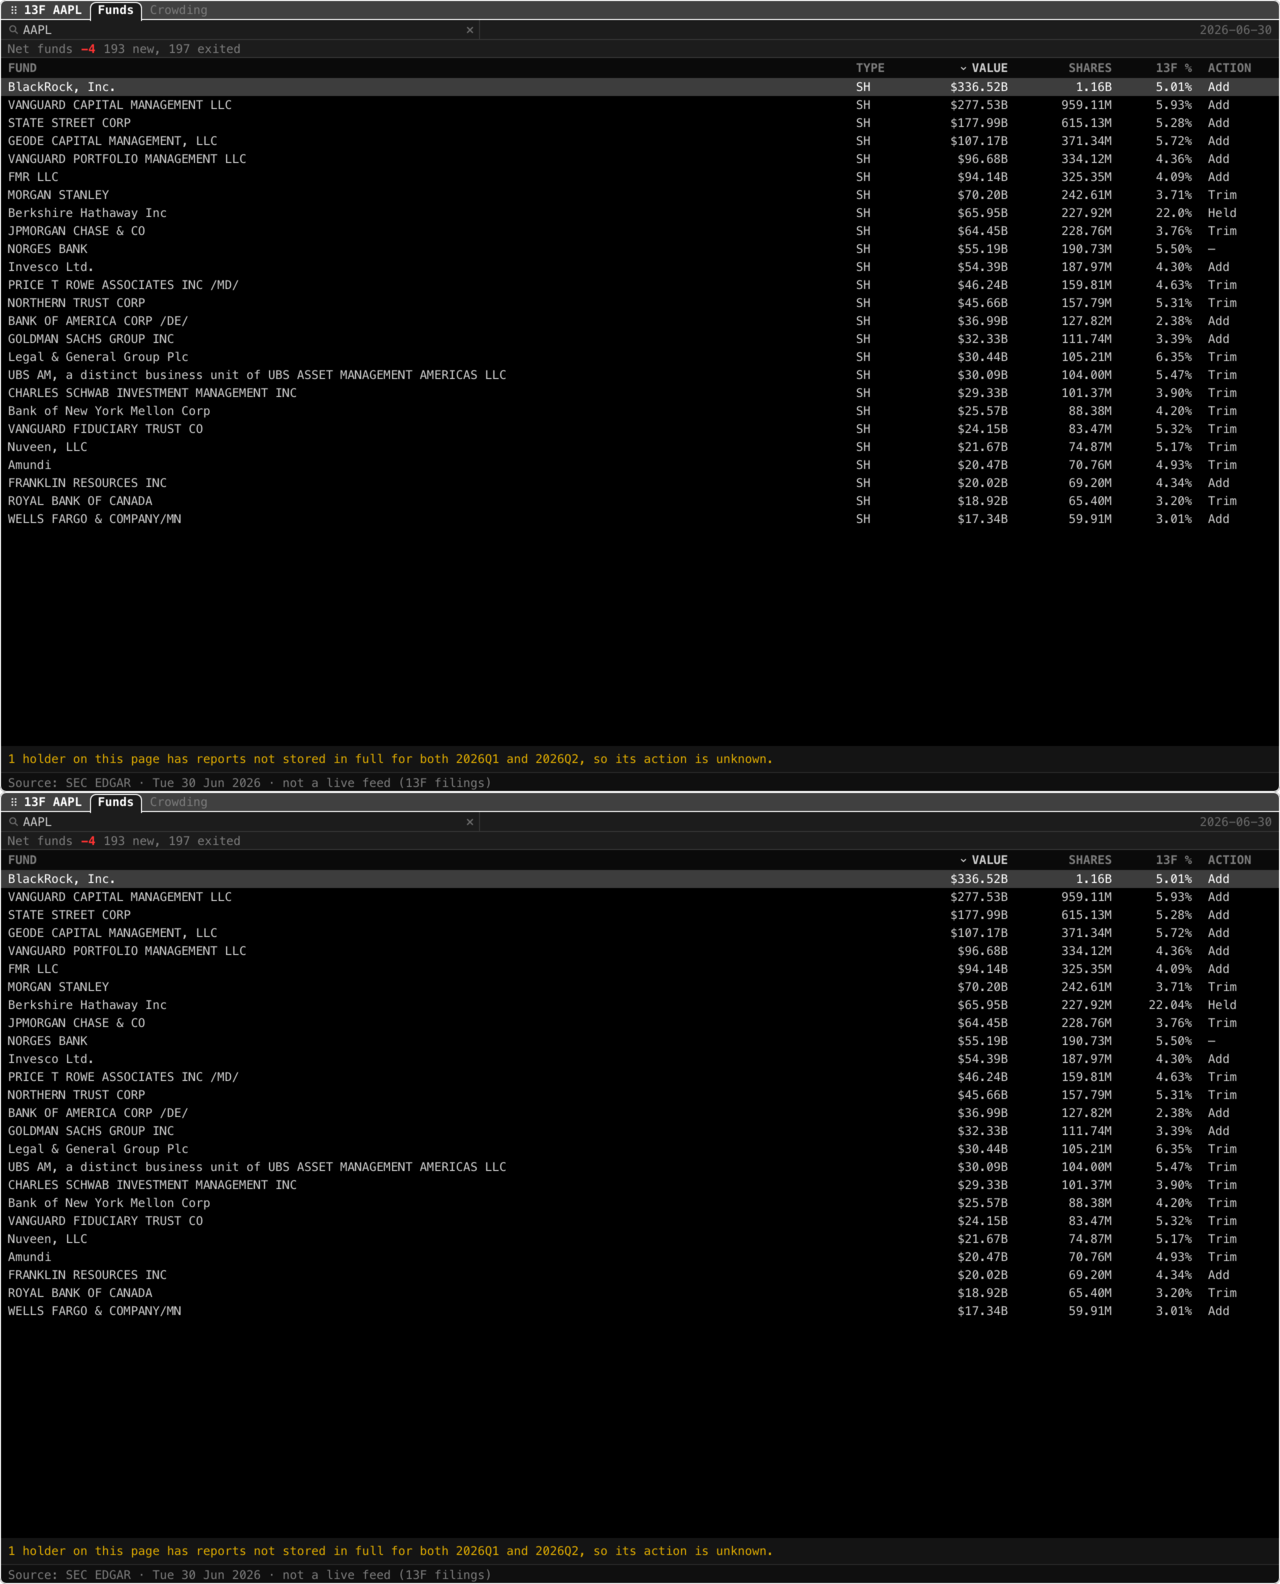 ⠿ 13F AAPL Funds Crowding
AAPL × 2026-06-30
Net funds −4 193 new, 197 exited
FUND TYPE VALUE SHARES 13F % ACTION
BlackRock, Inc. SH $336.52B 1.16B 5.01% Add
VANGUARD CAPITAL MANAGEMENT LLC SH $277.53B 959.11M 5.93% Add
STATE STREET CORP SH $177.99B 615.13M 5.28% Add
GEODE CAPITAL MANAGEMENT, LLC SH $107.17B 371.34M 5.72% Add
VANGUARD PORTFOLIO MANAGEMENT LLC SH $96.68B 334.12M 4.36% Add
FMR LLC SH $94.14B 325.35M 4.09% Add
MORGAN STANLEY SH $70.20B 242.61M 3.71% Trim
Berkshire Hathaway Inc SH $65.95B 227.92M 22.0% Held
JPMORGAN CHASE & CO SH $64.45B 228.76M 3.76% Trim
NORGES BANK SH $55.19B 190.73M 5.50% —
Invesco Ltd. SH $54.39B 187.97M 4.30% Add
PRICE T ROWE ASSOCIATES INC /MD/ SH $46.24B 159.81M 4.63% Trim
NORTHERN TRUST CORP SH $45.66B 157.79M 5.31% Trim
BANK OF AMERICA CORP /DE/ SH $36.99B 127.82M 2.38% Add
GOLDMAN SACHS GROUP INC SH $32.33B 111.74M 3.39% Add
Legal & General Group Plc SH $30.44B 105.21M 6.35% Trim
UBS AM, a distinct business unit of UBS ASSET MANAGEMENT AMERICAS LLC SH $30.09B 104.00M 5.47% Trim
CHARLES SCHWAB INVESTMENT MANAGEMENT INC SH $29.33B 101.37M 3.90% Trim
Bank of New York Mellon Corp SH $25.57B 88.38M 4.20% Trim
VANGUARD FIDUCIARY TRUST CO SH $24.15B 83.47M 5.32% Trim
Nuveen, LLC SH $21.67B 74.87M 5.17% Trim
Amundi SH $20.47B 70.76M 4.93% Trim
FRANKLIN RESOURCES INC SH $20.02B 69.20M 4.34% Add
ROYAL BANK OF CANADA SH $18.92B 65.40M 3.20% Trim
WELLS FARGO & COMPANY/MN SH $17.34B 59.91M 3.01% Add
1 holder on this page has reports not stored in full for both 2026Q1 and 2026Q2, so its action is unknown.
Source: SEC EDGAR · Tue 30 Jun 2026 · not a live feed (13F filings)
⠿ 13F AAPL Funds Crowding
AAPL × 2026-06-30
Net funds −4 193 new, 197 exited
FUND VALUE SHARES 13F % ACTION
BlackRock, Inc. $336.52B 1.16B 5.01% Add
VANGUARD CAPITAL MANAGEMENT LLC $277.53B 959.11M 5.93% Add
STATE STREET CORP $177.99B 615.13M 5.28% Add
GEODE CAPITAL MANAGEMENT, LLC $107.17B 371.34M 5.72% Add
VANGUARD PORTFOLIO MANAGEMENT LLC $96.68B 334.12M 4.36% Add
FMR LLC $94.14B 325.35M 4.09% Add
MORGAN STANLEY $70.20B 242.61M 3.71% Trim
Berkshire Hathaway Inc $65.95B 227.92M 22.04% Held
JPMORGAN CHASE & CO $64.45B 228.76M 3.76% Trim
NORGES BANK $55.19B 190.73M 5.50% —
Invesco Ltd. $54.39B 187.97M 4.30% Add
PRICE T ROWE ASSOCIATES INC /MD/ $46.24B 159.81M 4.63% Trim
NORTHERN TRUST CORP $45.66B 157.79M 5.31% Trim
BANK OF AMERICA CORP /DE/ $36.99B 127.82M 2.38% Add
GOLDMAN SACHS GROUP INC $32.33B 111.74M 3.39% Add
Legal & General Group Plc $30.44B 105.21M 6.35% Trim
UBS AM, a distinct business unit of UBS ASSET MANAGEMENT AMERICAS LLC $30.09B 104.00M 5.47% Trim
CHARLES SCHWAB INVESTMENT MANAGEMENT INC $29.33B 101.37M 3.90% Trim
Bank of New York Mellon Corp $25.57B 88.38M 4.20% Trim
VANGUARD FIDUCIARY TRUST CO $24.15B 83.47M 5.32% Trim
Nuveen, LLC $21.67B 74.87M 5.17% Trim
Amundi $20.47B 70.76M 4.93% Trim
FRANKLIN RESOURCES INC $20.02B 69.20M 4.34% Add
ROYAL BANK OF CANADA $18.92B 65.40M 3.20% Trim
WELLS FARGO & COMPANY/MN $17.34B 59.91M 3.01% Add
1 holder on this page has reports not stored in full for both 2026Q1 and 2026Q2, so its action is unknown.
Source: SEC EDGAR · Tue 30 Jun 2026 · not a live feed (13F filings)